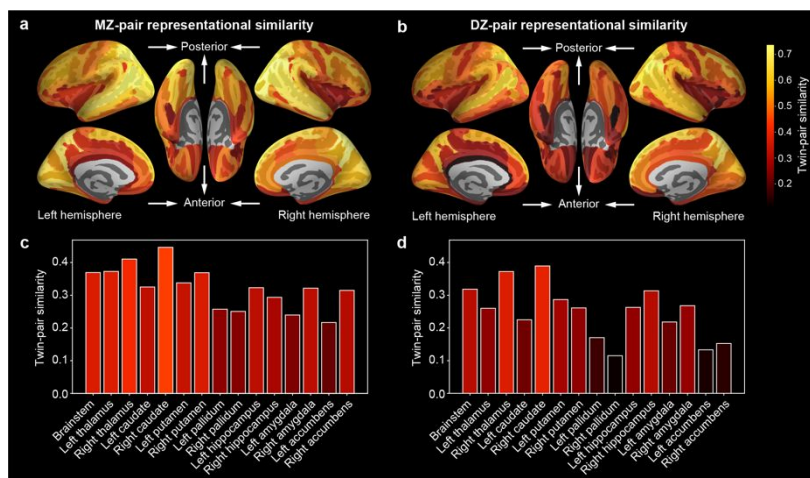 a MZ-pair representational similarity
Posterior
Left hemisphere
Anterior
Right hemisphere
b DZ-pair representational similarity
Posterior
Left hemisphere
Anterior
Right hemisphere
0.7
0.6
0.5
0.4
0.3
0.2
Twin-pair similarity
c
Twin-pair similarity
0.4
0.3
0.2
0.1
0.0
Brainstem
Left thalamus
Right thalamus
Left caudate
Right caudate
Left putamen
Right putamen
Left pallidum
Right pallidum
Left hippocampus
Right hippocampus
Left amygdala
Right amygdala
Left accumbens
Right accumbens
d
Twin-pair similarity
0.4
0.3
0.2
0.1
0.0
Brainstem
Left thalamus
Right thalamus
Left caudate
Right caudate
Left putamen
Right putamen
Left pallidum
Right pallidum
Left hippocampus
Right hippocampus
Left amygdala
Right amygdala
Left accumbens
Right accumbens